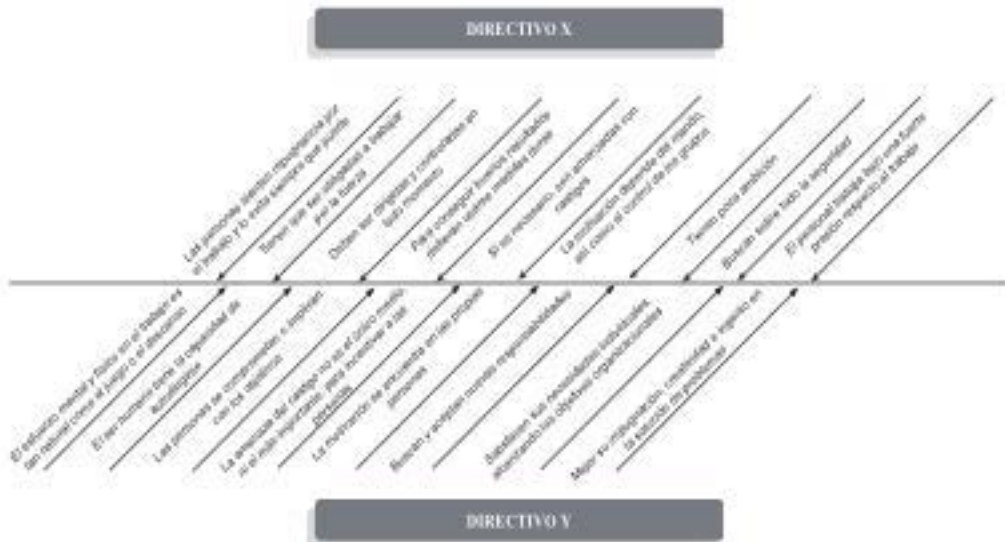 DIRECTIVO X
Las personas sienten repugnancia por
el trabajo y lo evita siempre que puede
Tienen que ser obligadas a trabajar
por la fuerza
Deben ser dirigidas y controladas en
todo momento
Para conseguir buenos resultados
deberán usarse medidas duras
Si es necesario, con amenazas con
castigos
La motivación depende del mando,
así como el control de los grupos
Tienen poca ambición
Buscan sobre todo la seguridad
El personal trabaja bajo una fuerte
presión respecto al trabajo
El esfuerzo mental y físico en el trabajo es
tan natural como el juego o el descanso
El ser humano tiene la capacidad de
autodirigirse
Las personas se comprometen e implican
con los objetivos
La amenaza del castigo no es el único medio
ni el más importante, para incentivar a las
personas
La motivación se encuentra en las propias
personas
Buscan y aceptan nuevas responsabilidades
Satisfacen sus necesidades individuales,
alcanzando los objetivos organizacionales
Mejor su imaginación, creatividad e ingenio en
la solución de problemas
DIRECTIVO Y